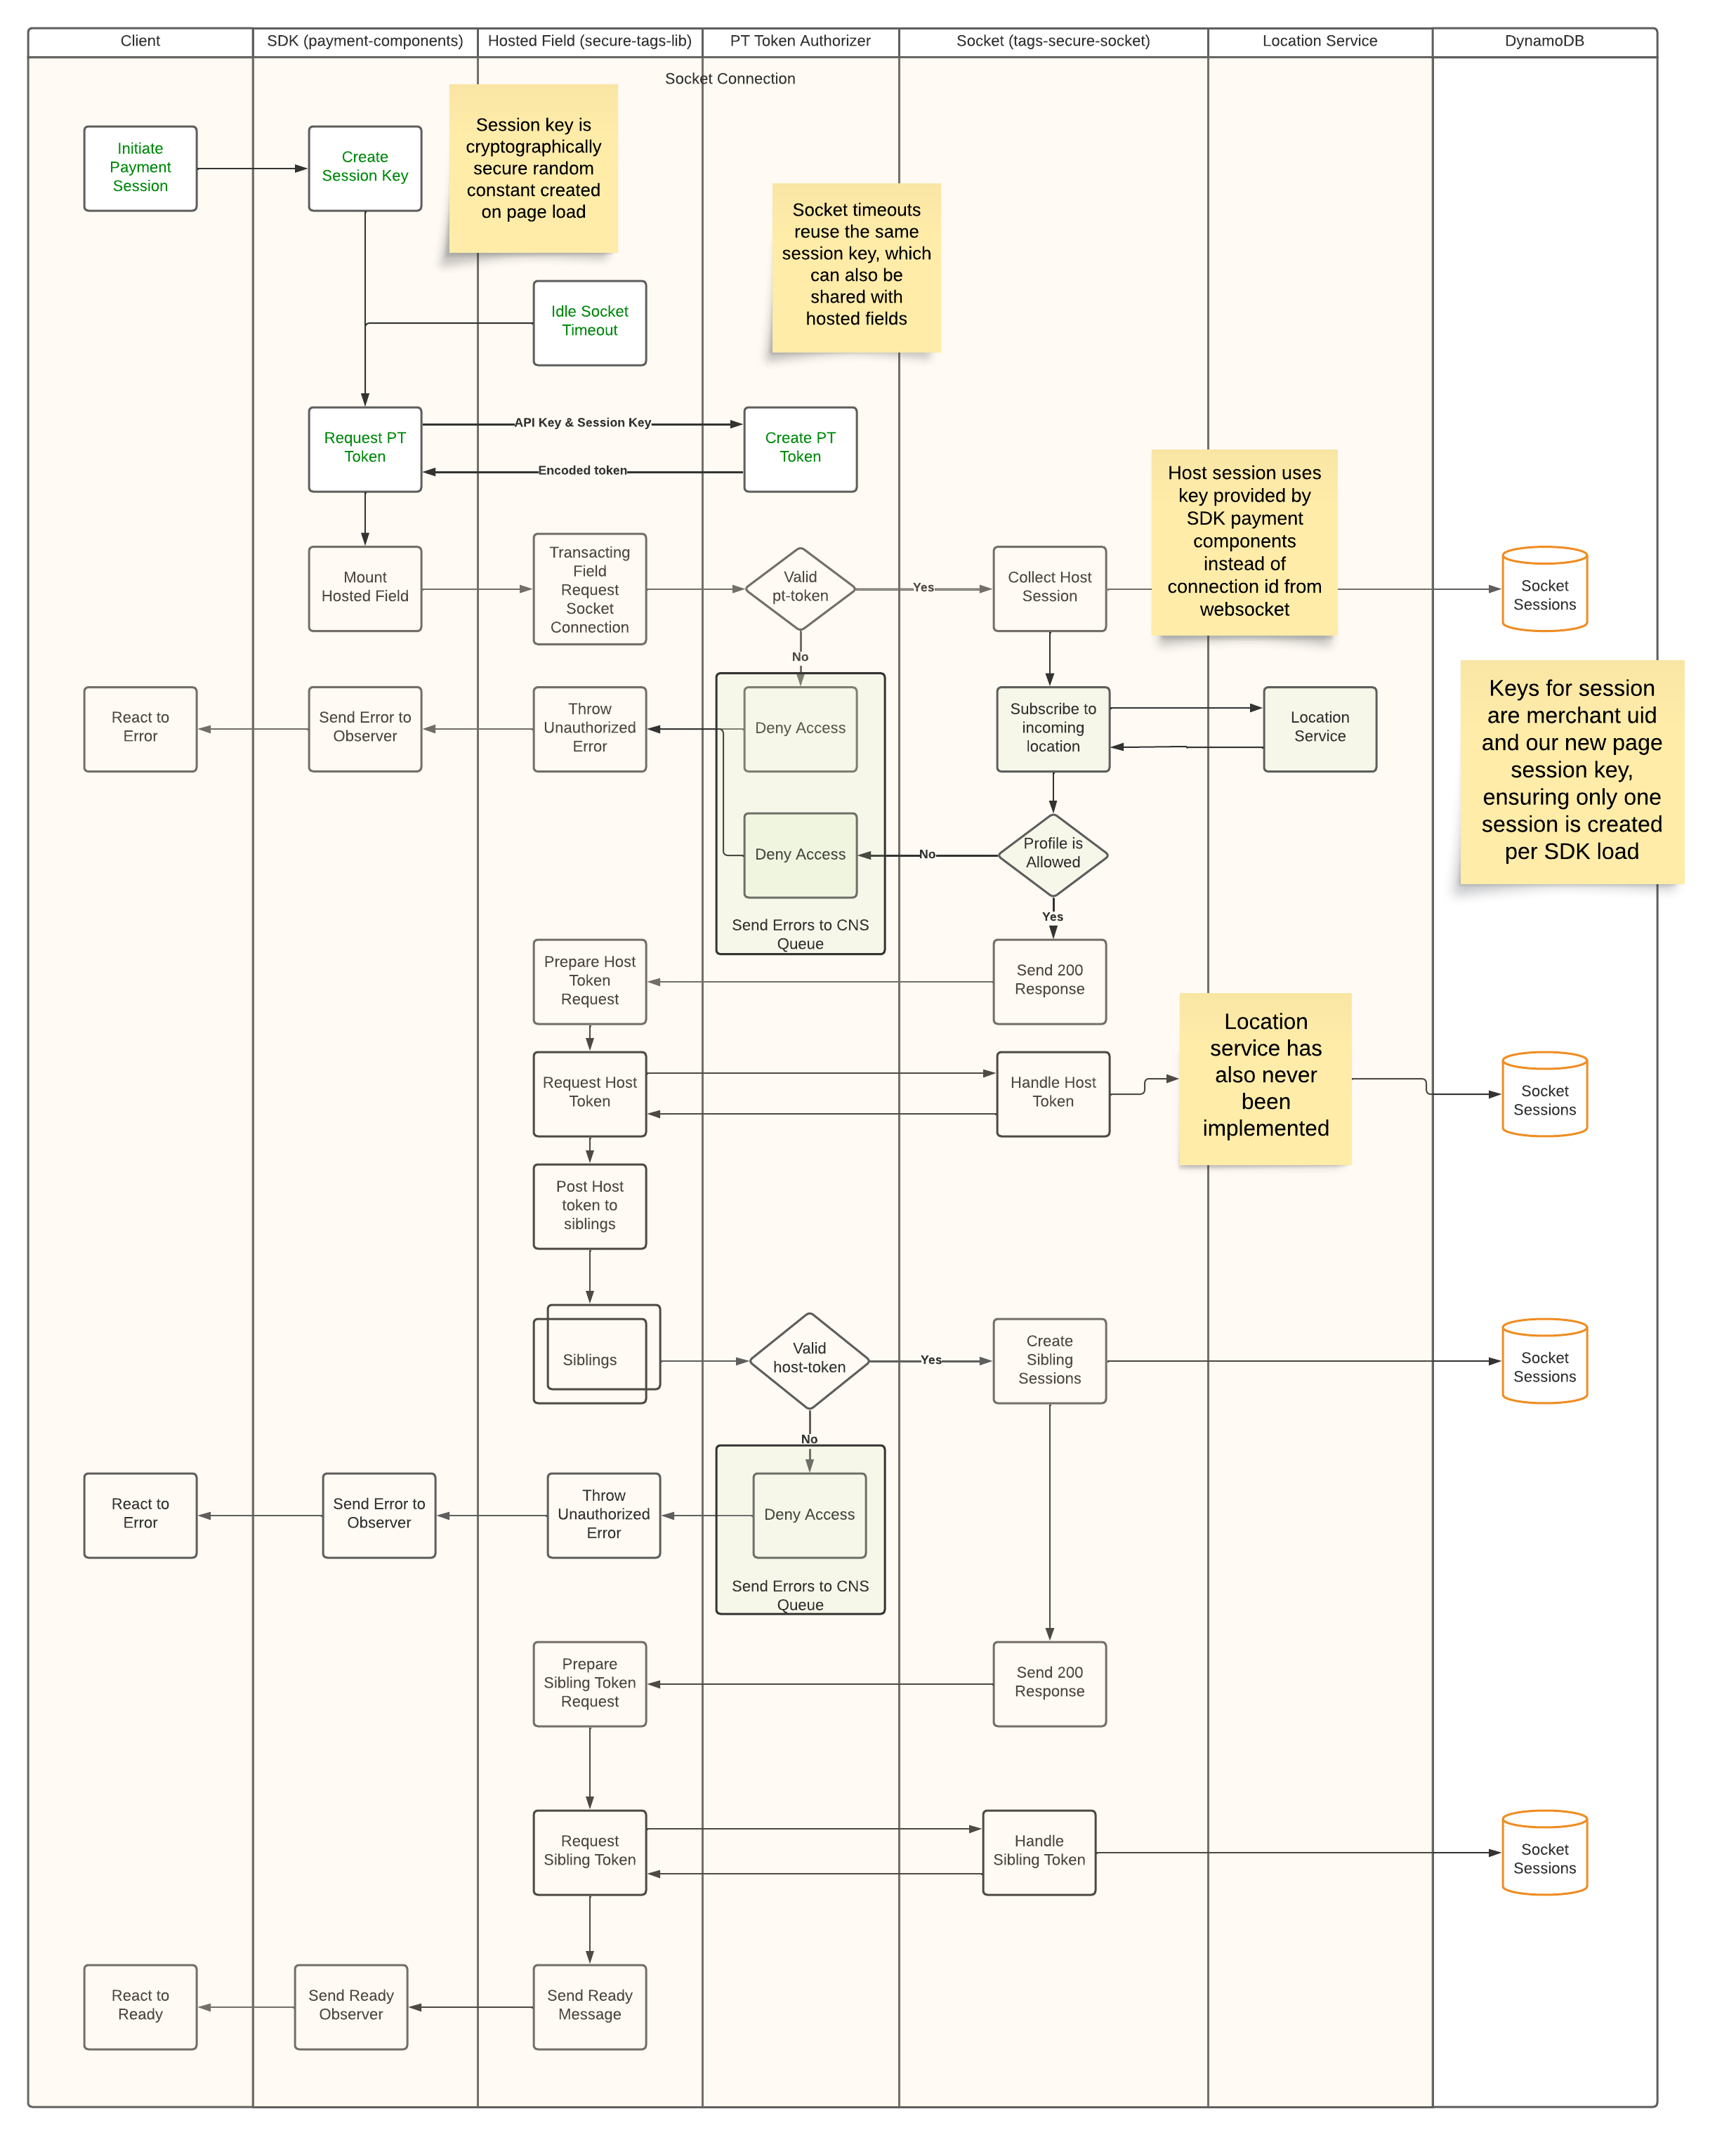 Client
SDK (payment-components)
Hosted Field (secure-tags-lib)
PT Token Authorizer
Socket (tags-secure-socket)
Location Service
DynamoDB
Socket Connection
Initiate
Payment
Session
Create
Session Key
Session key is
cryptographically
secure random
constant created
on page load
Socket timeouts
reuse the same
session key, which
can also be
shared with
hosted fields
Idle Socket
Timeout
Request PT
Token
API Key & Session Key
Encoded token
Create PT
Token
Host session uses
key provided by
SDK payment
components
instead of
connection id from
websocket
Mount
Hosted Field
Transacting
Field
Request
Socket
Connection
Valid
pt-token
Yes
No
Collect Host
Session
Socket
Sessions
React to
Error
Send Error to
Observer
Throw
Unauthorized
Error
Deny Access
Subscribe to
incoming
location
Location
Service
Keys for session
are merchant uid
and our new page
session key,
ensuring only one
session is created
per SDK load
Deny Access
No
Profile is
Allowed
Yes
Send Errors to CNS
Queue
Prepare Host
Token
Request
Send 200
Response
Location
service has
also never
been
implemented
Request Host
Token
Handle Host
Token
Socket
Sessions
Post Host
token to
siblings
Siblings
Valid
host-token
Yes
No
Create
Sibling
Sessions
Socket
Sessions
React to
Error
Send Error to
Observer
Throw
Unauthorized
Error
Deny Access
Send Errors to CNS
Queue
Prepare
Sibling Token
Request
Send 200
Response
Request
Sibling Token
Handle
Sibling Token
Socket
Sessions
React to
Ready
Send Ready
Observer
Send Ready
Message